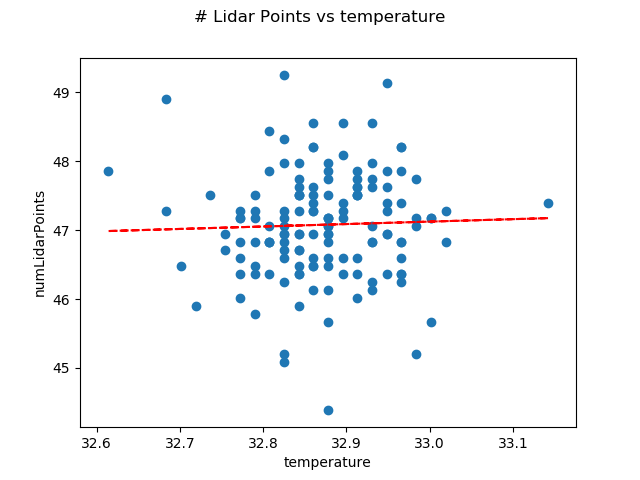 # Lidar Points vs temperature
49
48
47
46
45
numLidarPoints
32.6 32.7 32.8 32.9 33.0 33.1
temperature